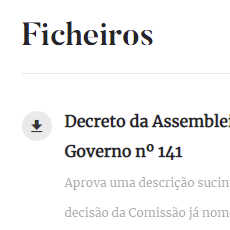 Ficheiros
Decreto da Assemblei
Governo nº 141
Aprova uma descrição sucin
decisão da Comissão já nom